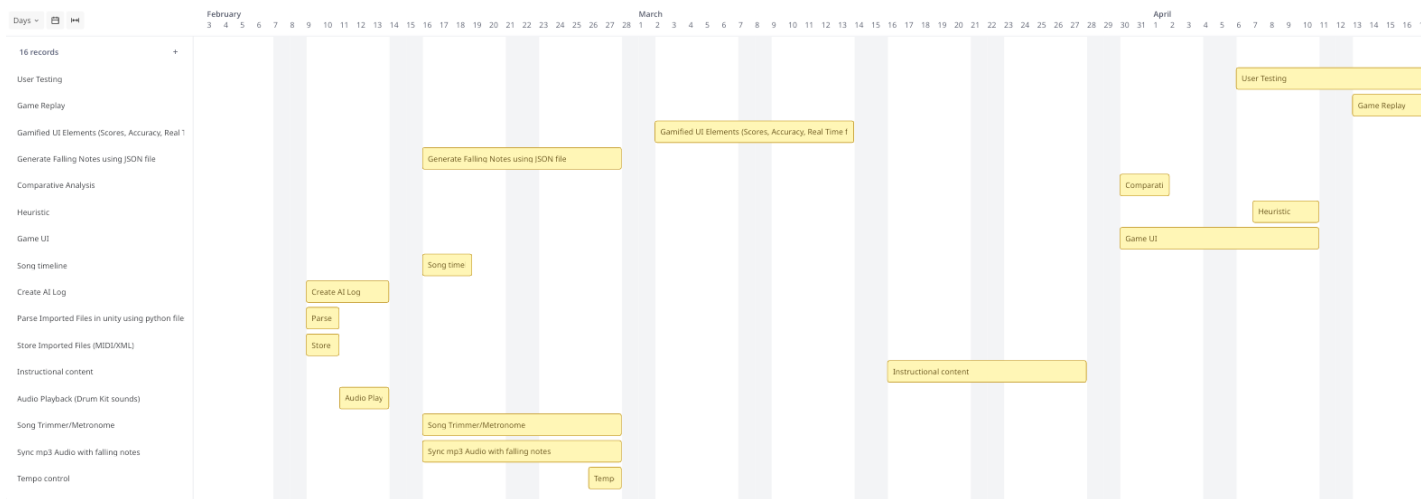 Days
February March April
3 4 5 6 7 8 9 10 11 12 13 14 15 16 17 18 19 20 21 22 23 24 25 26 27 28 1 2 3 4 5 6 7 8 9 10 11 12 13 14 15 16 17 18 19 20 21 22 23 24 25 26 27 28 29 30 31 1 2 3 4 5 6 7 8 9 10 11 12 13 14 15 16
16 records +
User Testing User Testing
Game Replay Game Replay
Gamified UI Elements (Scores, Accuracy, Real Gamified UI Elements (Scores, Accuracy, Real Time f
Generate Falling Notes using JSON file Generate Falling Notes using JSON file
Comparative Analysis Comparati
Heuristic Heuristic
Game UI Game UI
Song timeline Song time
Create AI Log Create AI Log
Parse Imported Files in unity using python file Parse
Store Imported Files (MIDI/XML) Store
Instructional content Instructional content
Audio Playback (Drum Kit sounds) Audio Play
Song Trimmer/Metronome Song Trimmer/Metronome
Sync mp3 Audio with falling notes Sync mp3 Audio with falling notes
Tempo control Temp